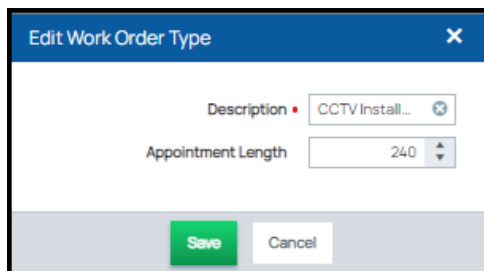 Edit Work Order Type
Description CCTV Install...
Appointment Length 240
Save Cancel